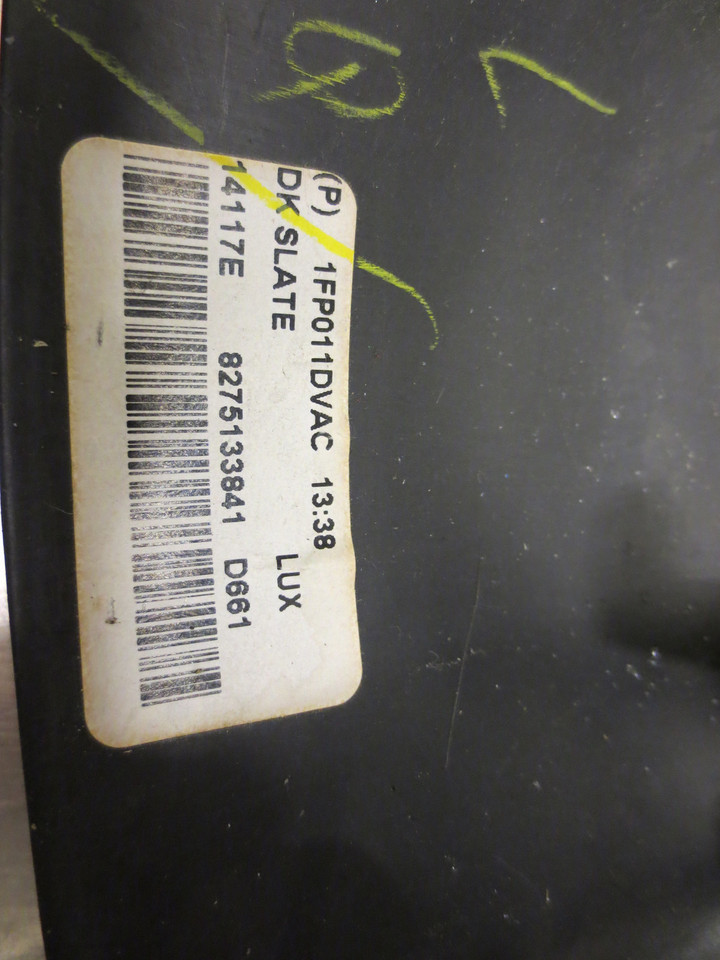 (P) 1FP011DVAC 13:38
DK SLATE LUX
14117E 8275133841 D661